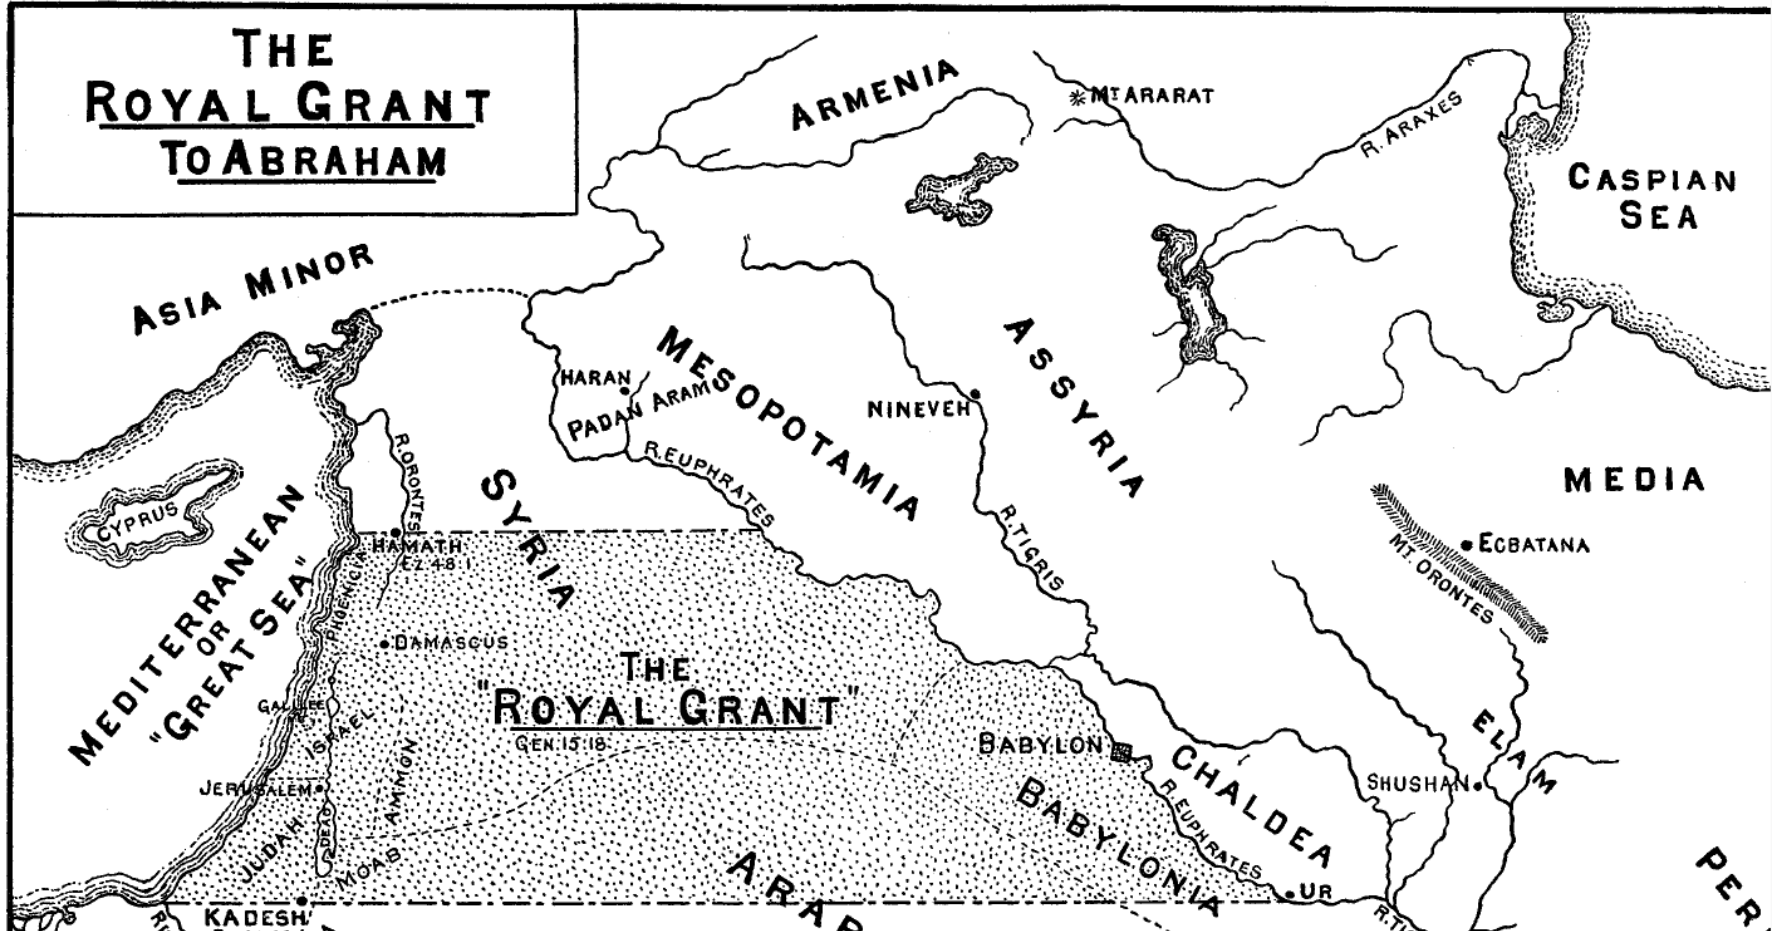 THE
ROYAL GRANT
TO ABRAHAM
ARMENIA
MT ARARAT
R. ARAXES
CASPIAN
SEA
ASIA MINOR
MESOPOTAMIA
ASSYRIA
HARAN
PADAN ARAM
NINEVEH
R. ORONTES
R. EUPHRATES
SYRIA
MEDIA
CYPRUS
R. TIGRIS
ECBATANA
MT. ORONTES
HAMATH
EZ 48:1
PHOENICIA
MEDITERRANEAN
OR
"GREAT SEA"
DAMASCUS
THE
"ROYAL GRANT"
GEN 15:18
GALILEE
ISRAEL
AMMON
BABYLON
CHALDEA
ELAM
SHUSHAN
JERUSALEM
DEAD
JUDAH
MOAB
BABYLONIA
R. EUPHRATES
UR
ARAB
PER
KADESH
R. TI